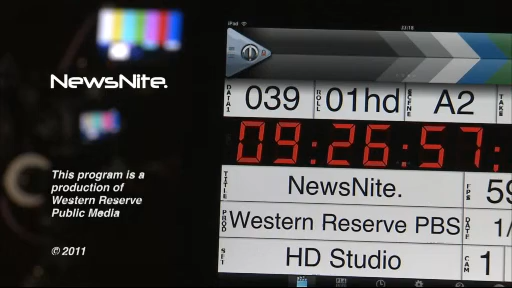 NewsNite.
This program is a
production of
Western Reserve
Public Media
© 2011
iPad
DATA1 039 ROLL 01hd SCENE A2 TAKE
09:26:57:
TITLE NewsNite. FPS 59
PROD Western Reserve PBS DATE 1/
SET HD Studio CAM 1